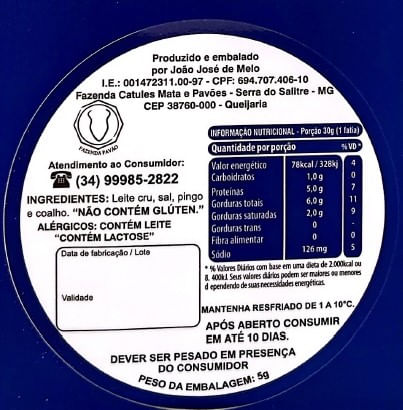 Produzido e embalado
por João José de Melo
I.E.: 001472311.00-97 - CPF: 694.707.406-10
Fazenda Catules Mata e Pavões - Serra do Salitre - MG
CEP 38760-000 - Queijaria
FAZENDA PAVÃO
Atendimento ao Consumidor:
(34) 99985-2822
INGREDIENTES: Leite cru, sal, pingo
e coalho. "NÃO CONTÉM GLÚTEN."
ALÉRGICOS: CONTÉM LEITE
"CONTÉM LACTOSE"
Data de fabricação / Lote
Validade
INFORMAÇÃO NUTRICIONAL - Porção 30g (1 fatia)
Quantidade por porção %VD*
Valor energético 78kcal / 328kj 4
Carboidratos 1,0 g 0
Proteínas 5,0 g 7
Gorduras totais 6,0 g 11
Gorduras saturadas 2,0 g 9
Gorduras trans 0 -
Fibra alimentar 0 0
Sódio 126 mg 5
* % Valores Diários com base em uma dieta de 2.000kcal ou
8.400kJ. Seus valores diários podem ser maiores ou menores
d ependendo de suas necessidades energéticas.
MANTENHA RESFRIADO DE 1 A 10°C.
APÓS ABERTO CONSUMIR
EM ATÉ 10 DIAS.
DEVER SER PESADO EM PRESENÇA
DO CONSUMIDOR
PESO DA EMBALAGEM: 5g